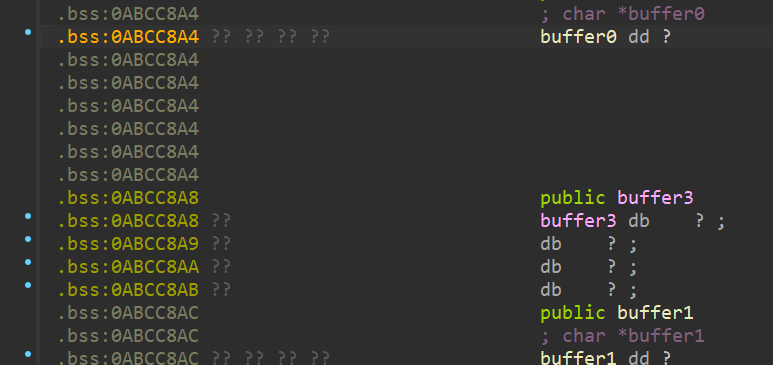 .bss:0ABCC8A4 ; char *buffer0
.bss:0ABCC8A4 ?? ?? ?? ?? buffer0 dd ?
.bss:0ABCC8A4
.bss:0ABCC8A4
.bss:0ABCC8A4
.bss:0ABCC8A4
.bss:0ABCC8A4
.bss:0ABCC8A4
.bss:0ABCC8A8 public buffer3
.bss:0ABCC8A8 ?? buffer3 db ? ;
.bss:0ABCC8A9 ?? db ? ;
.bss:0ABCC8AA ?? db ? ;
.bss:0ABCC8AB ?? db ? ;
.bss:0ABCC8AC public buffer1
.bss:0ABCC8AC ; char *buffer1
.bss:0ABCC8AC ?? ?? ?? ?? buffer1 dd ?